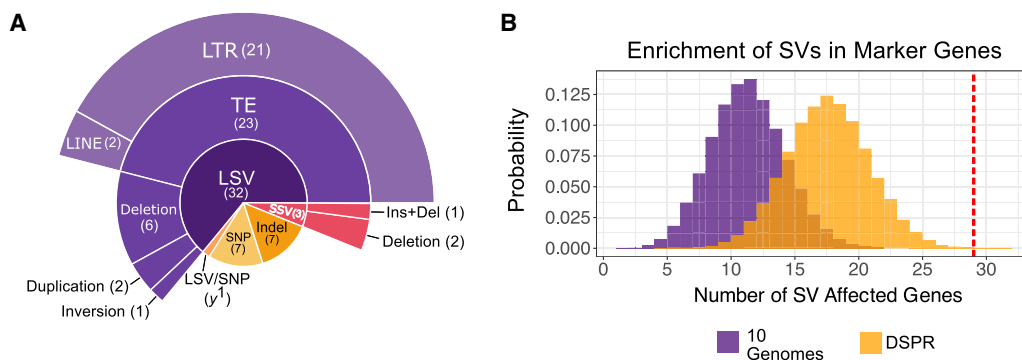 A
LTR (21)
TE
(23)
LINE (2)
LSV
(32)
Deletion
(6)
SSV(3)
Ins+Del (1)
Deletion (2)
Indel
(7)
SNP
(7)
LSV/SNP
(y1)
Duplication (2)
Inversion (1)
B
Enrichment of SVs in Marker Genes
Probability
0.125
0.100
0.075
0.050
0.025
0.000
0 5 10 15 20 25 30
Number of SV Affected Genes
10
Genomes
DSPR